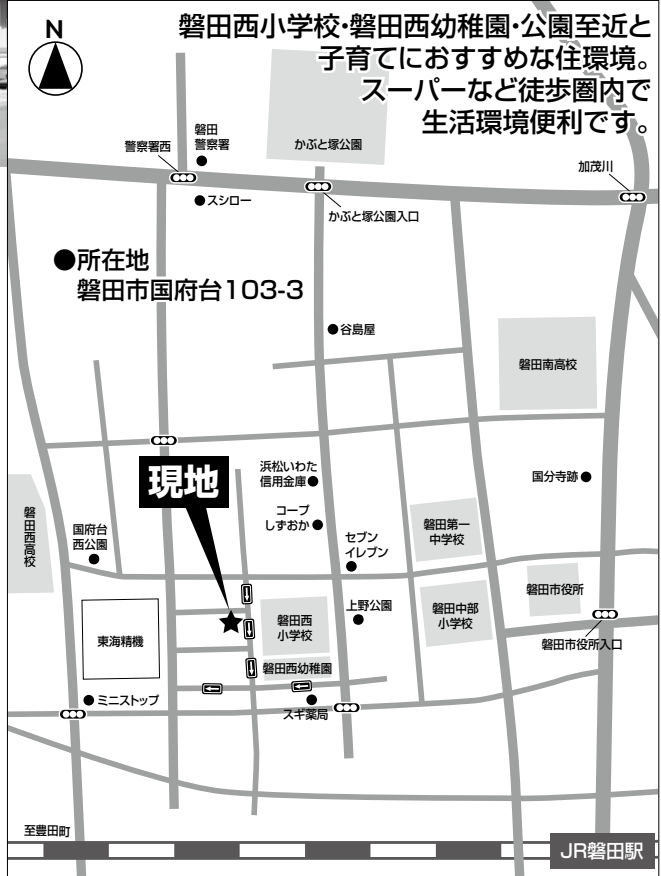 磐田西小学校・磐田西幼稚園・公園至近と
子育てにおすすめな住環境。
スーパーなど徒歩圏内で
生活環境便利です。
N
磐田
警察署
警察署西
かぶと塚公園
加茂川
スシロー
かぶと塚公園入口
●所在地
磐田市国府台103-3
谷島屋
磐田南高校
現地
浜松いわた
信用金庫
国分寺跡
コープ
しずおか
磐田西高校
国府台
西公園
セブン
イレブン
磐田第一
中学校
磐田市役所
東海精機
磐田西
小学校
上野公園
磐田中部
小学校
磐田市役所入口
磐田西幼稚園
ミニストップ
スギ薬局
至豊田町
JR磐田駅